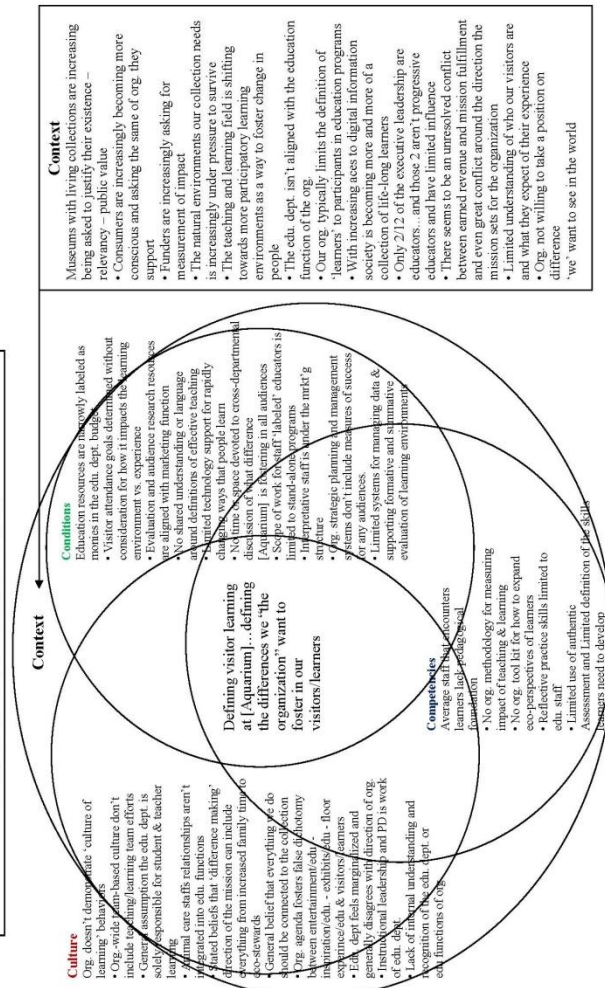 Context
Culture
Org. doesn't demonstrate 'culture of
learning' behaviors
• Org.-wide team-based culture don't
include teaching/learning team efforts
• General assumption the edu. dept. is
solely responsible for student & teacher
learning
• Animal care staffs relationships aren't
integrated into edu. functions
• Stated beliefs that 'difference making'
direction of the mission can include
everything from increased family time to
eco-stewards
• General belief that everything we do
should be connected to the collection
• Org. agenda fosters false dichotomy
between entertainment/edu. -
inspiration/edu. - exhibits/edu - floor
experience/edu & visitors/learners
• Edu. dept feels marginalized and
generally disagrees with direction of org.
• Instructional leadership and PD is work
of edu. dept.
• Lack of internal understanding and
recognition of the edu. dept. or
edu functions of org.
Conditions
Education resources are narrowly labeled as
monies in the edu. dept. budget
• Visitor attendance goals determined without
consideration for how it impacts the learning
environment vs. experience
• Evaluation and audience research resources
are aligned with marketing function
• No shared understanding or language
around definitions of effective teaching
• Limited technology support for rapidly
changing ways that people learn
• No time or space devoted to cross-departmental
discussion of what difference
[Aquarium] is fostering in all audiences
• Scope of work for staff 'labeled' educators is
limited to stand-alone programs
• Interpretative staff is under the mrkt'g
structure
• Org. strategic planning and management
systems don't include measures of success
for any audiences.
• Limited systems for managing data &
supporting formative and summative
evaluation of learning environments
Defining visitor learning
at [Aquarium]…defining
the differences we "the
organization" want to
foster in our
visitors/learners
Competencies
Average staff that encounters
learners lack pedagogical
foundation
• No org. methodology for measuring
impact of teaching & learning
• No org. tool kit for how to expand
eco-perspectives of learners
• Reflective practice skills limited to
edu. staff
• Limited use of authentic
Assessment and Limited definition of the skills
learners need to develop
Context
Museums with living collections are increasing
being asked to justify their existence –
relevancy – public value
• Consumers are increasingly becoming more
conscious and asking the same of org. they
support
• Funders are increasingly asking for
measurement of impact
• The natural environments our collection needs
is increasingly under pressure to survive
• The teaching and learning field is shifting
towards more participatory learning
environments as a way to foster change in
people
• The edu. dept. isn't aligned with the education
function of the org.
• Our org. typically limits the definition of
'learners' to participants in education programs
• With increasing aces to digital information
society is becoming more and more of a
collection of life-long learners
• Only 2/12 of the executive leadership are
educators…and those 2 aren't progressive
educators and have limited influence
• There seems to be an unresolved conflict
between earned revenue and mission fulfillment
and even great conflict around the direction the
mission sets for the organization
• Limited understanding of who our visitors are
and what they expect of their experience
• Org. not willing to take a position on
difference
'we' want to see in the world